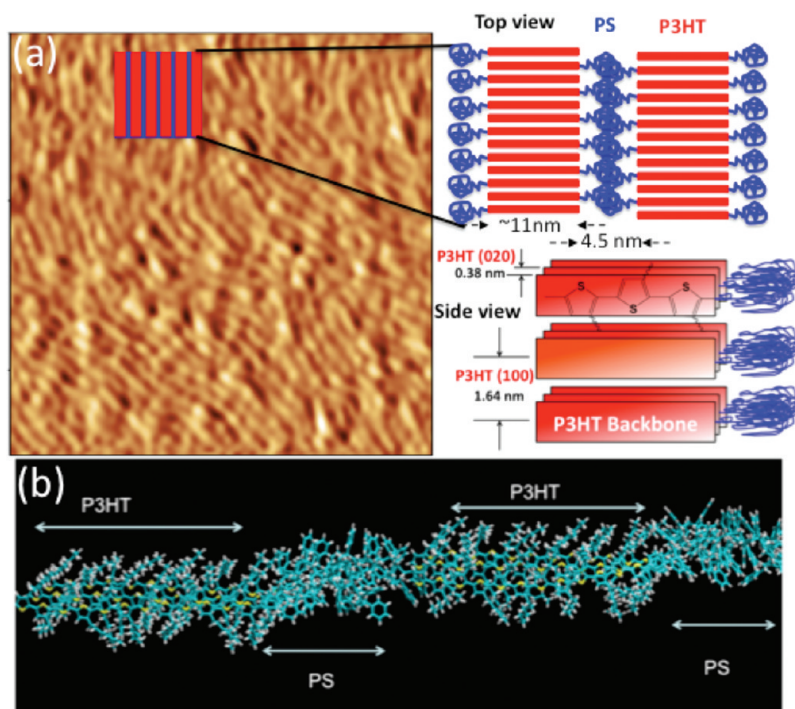 (a)
Top view PS P3HT
~11nm
4.5 nm
P3HT (020)
0.38 nm
S S S
Side view
P3HT (100)
1.64 nm
P3HT Backbone
(b)
P3HT P3HT
PS PS